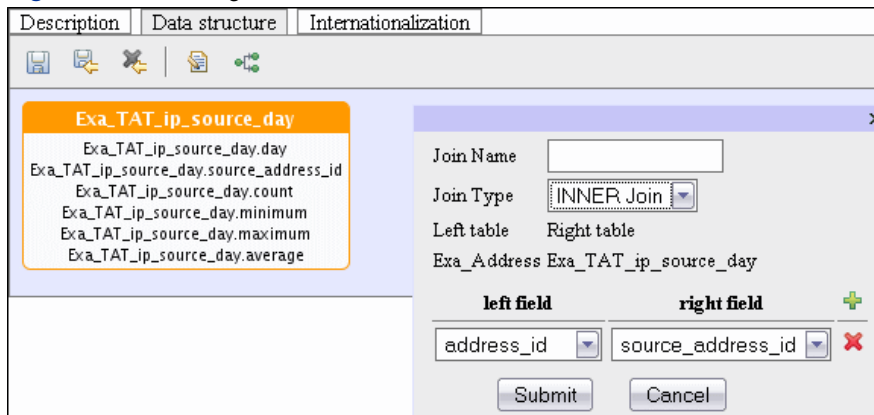 Description Data structure Internationalization
Exa_TAT_ip_source_day
Exa_TAT_ip_source_day.day
Exa_TAT_ip_source_day.source_address_id
Exa_TAT_ip_source_day.count
Exa_TAT_ip_source_day.minimum
Exa_TAT_ip_source_day.maximum
Exa_TAT_ip_source_day.average
Join Name
Join Type INNER Join
Left table Right table
Exa_Address Exa_TAT_ip_source_day
left field right field
address_id source_address_id
Submit Cancel